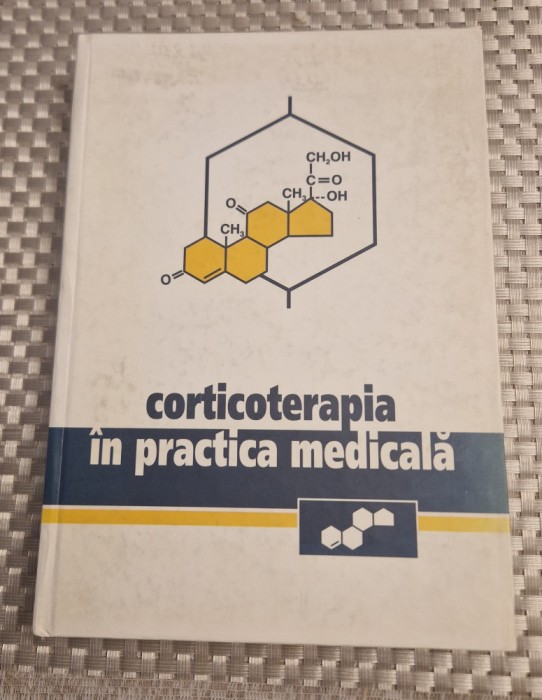 CH₂OH
C=O
CH₃ ---OH
O
CH₃
O
corticoterapia
în practica medicală